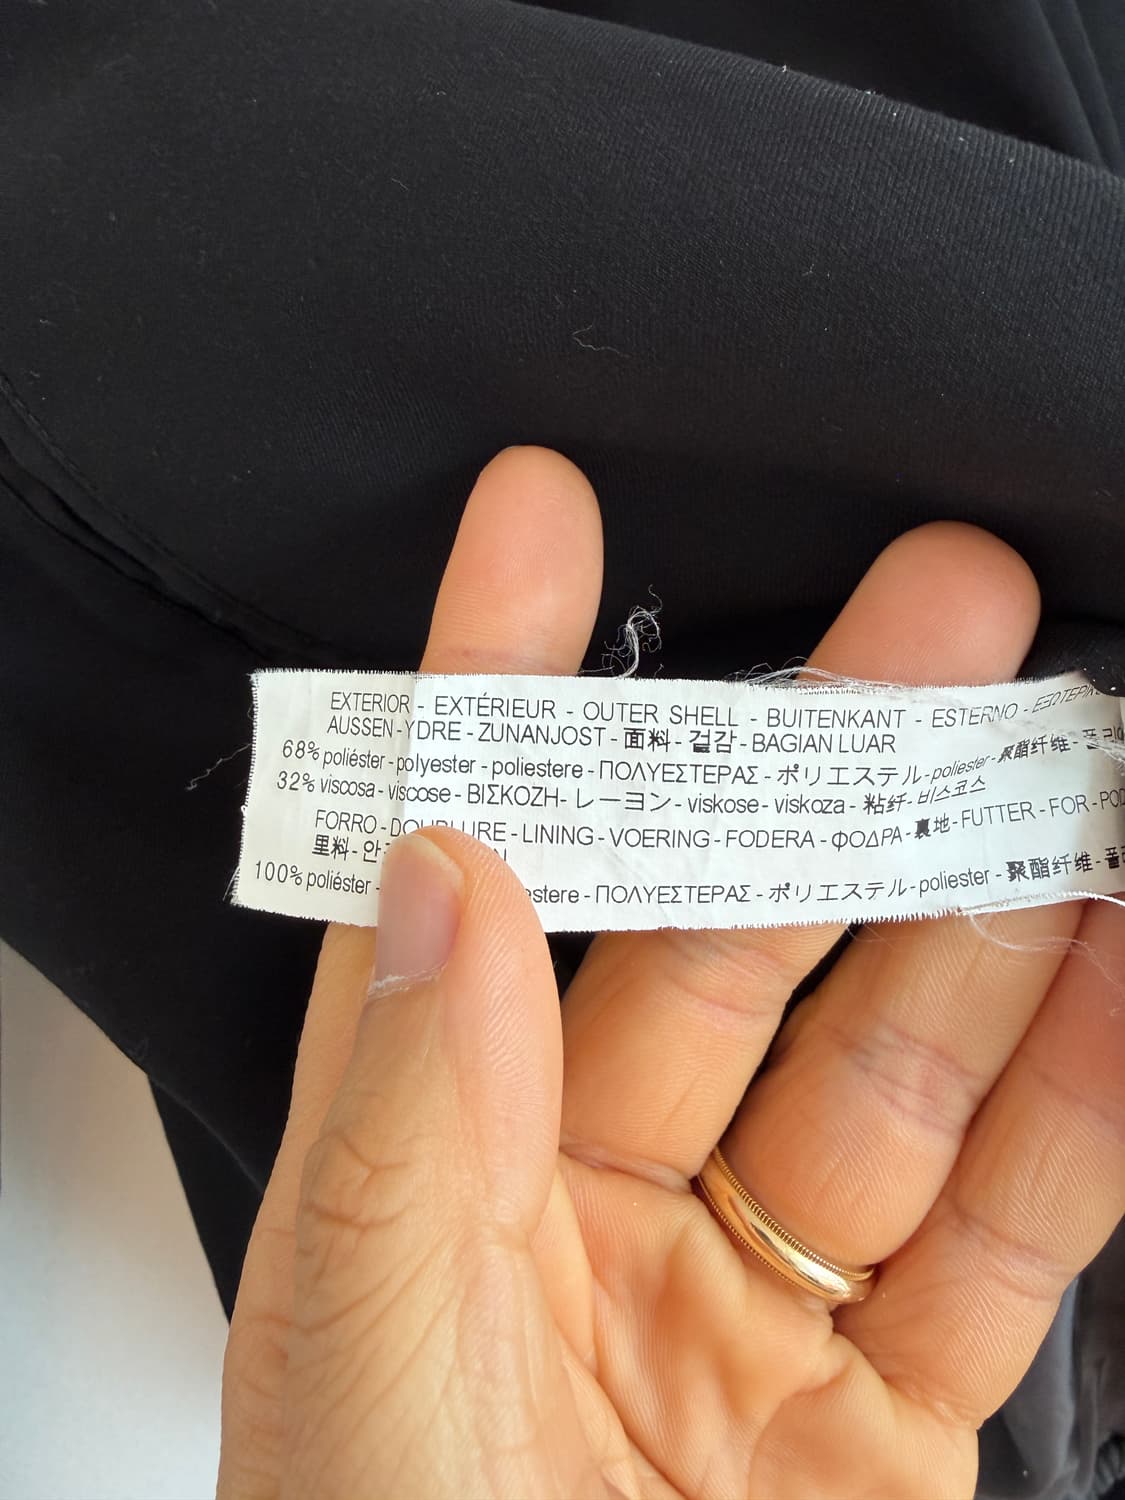 EXTERIOR - EXTÉRIEUR - OUTER SHELL - BUITENKANT - ESTERNO -
AUSSEN - YDRE - ZUNANJOST - 面料 - 겉감 - BAGIAN LUAR
68% poliéster - polyester - poliestere - ΠΟΛΥΕΣΤΕΡΑΣ - ポリエステル - poliester - 聚酯纤维 -
32% viscosa - viscose - ΒΙΣΚΟΖΗ - レーヨン - viskose - viskoza - 粘纤 - 비스코스
FORRO - - LINING - VOERING - FODERA - ΦΟΔΡΑ - 裏地 - FUTTER - FOR -
里料 -
100% poliéster - - ΠΟΛΥΕΣΤΕΡΑΣ - ポリエステル - poliester - 聚酯纤维 -